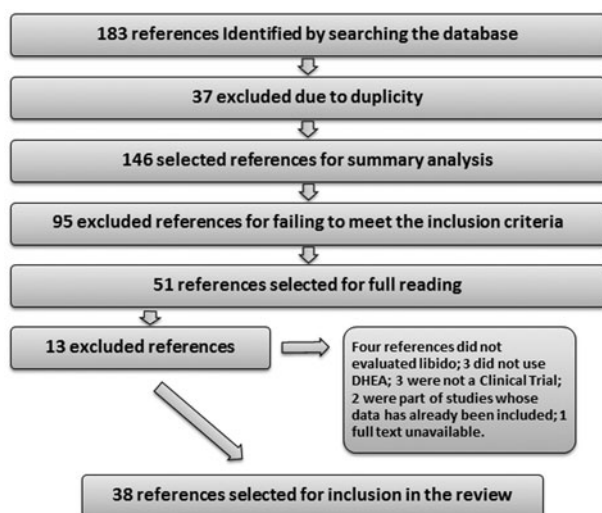 183 references Identified by searching the database
37 excluded due to duplicity
146 selected references for summary analysis
95 excluded references for failing to meet the inclusion criteria
51 references selected for full reading
13 excluded references
Four references did not
evaluated libido; 3 did not use
DHEA; 3 were not a Clinical Trial;
2 were part of studies whose
data has already been included; 1
full text unavailable.
38 references selected for inclusion in the review